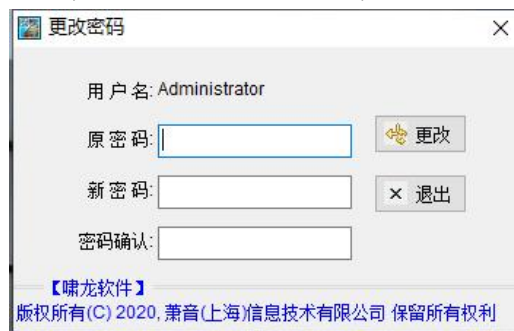 更改密码
用 户 名: Administrator
原 密 码:
更改
新 密 码:
退出
密码确认:
【啸龙软件】
版权所有(C) 2020, 萧音(上海)信息技术有限公司 保留所有权利